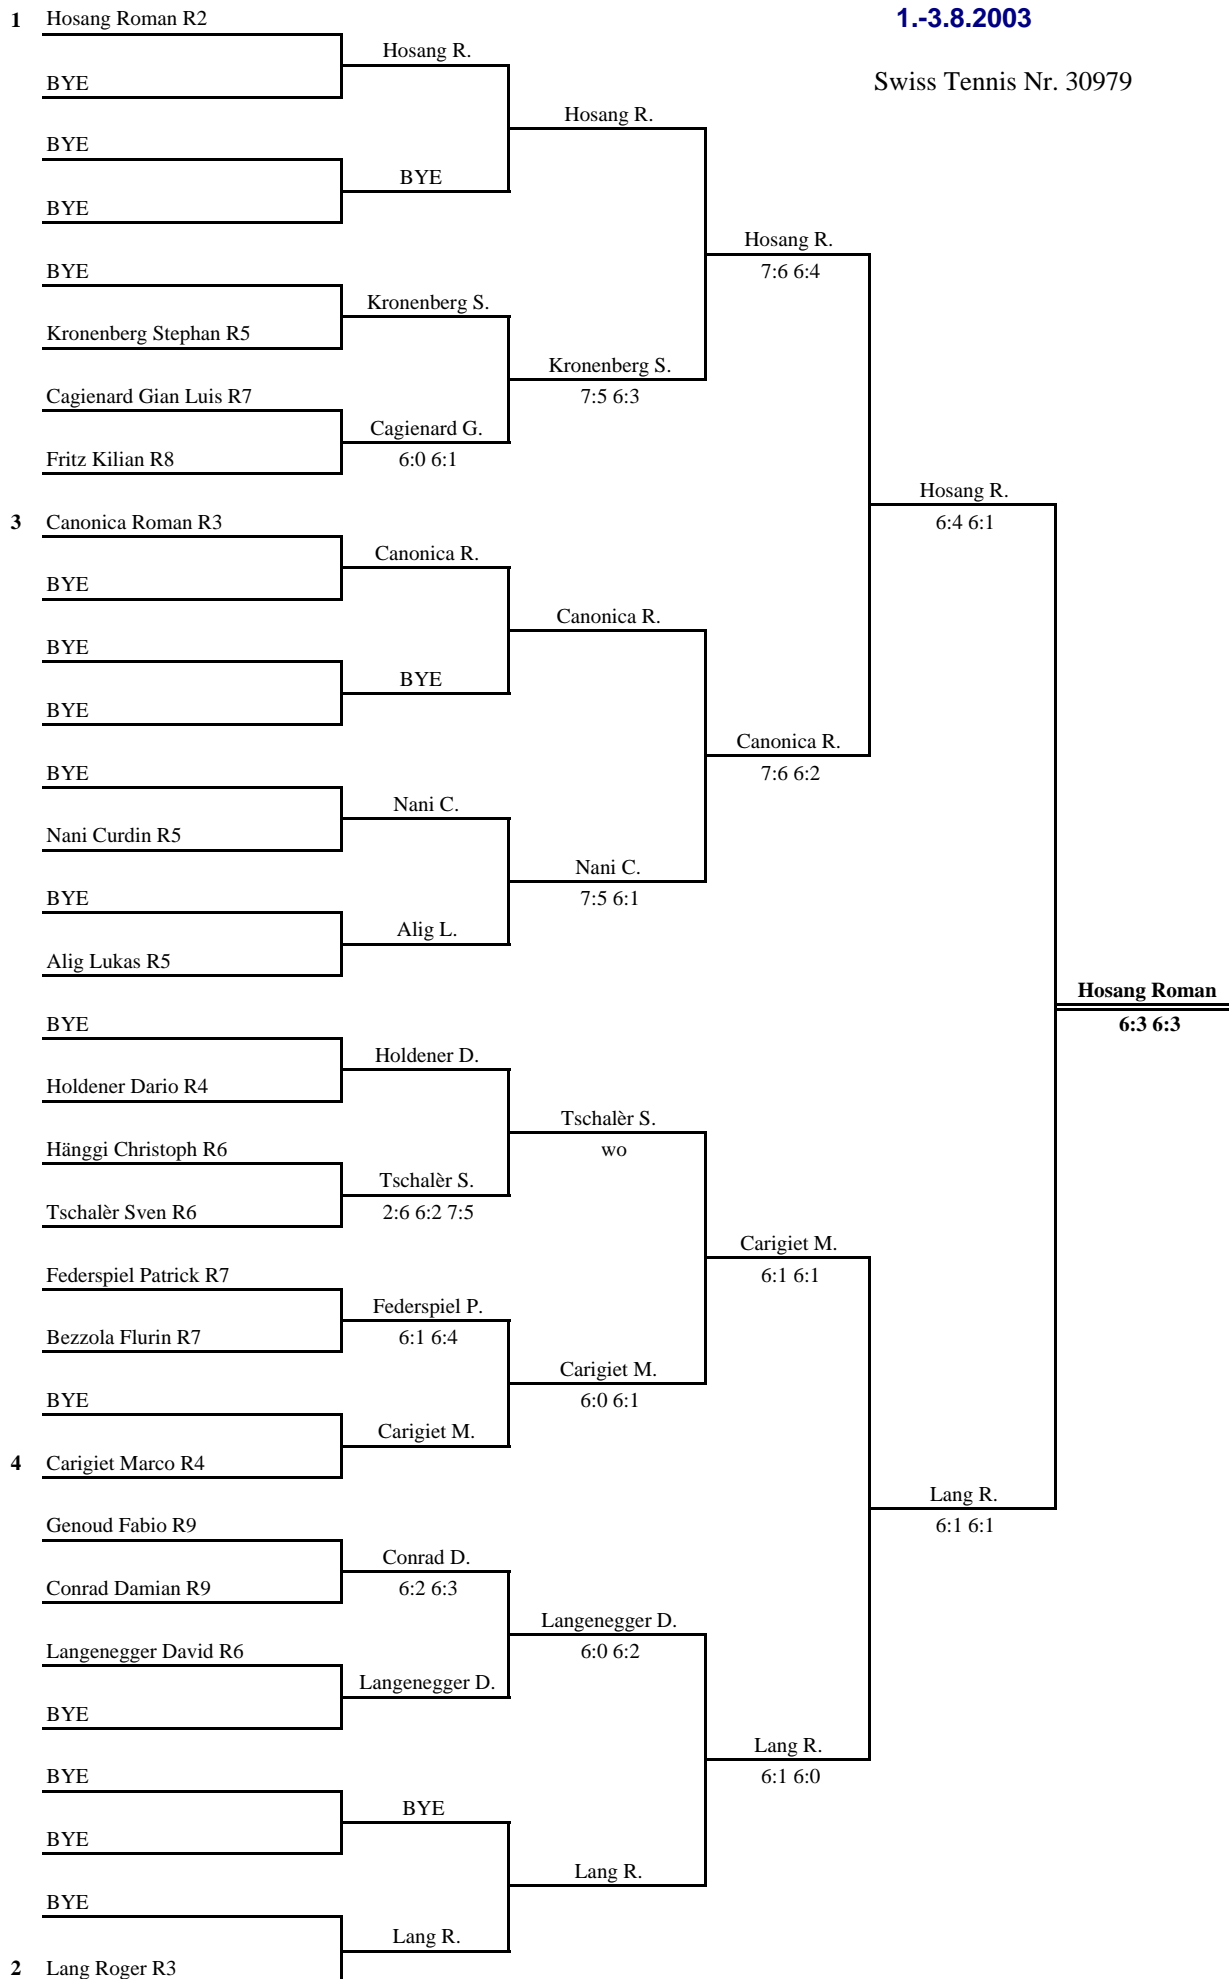 1 Hosang Roman R2
1.-3.8.2003
Hosang R.
BYE
Swiss Tennis Nr. 30979
Hosang R.
BYE
BYE
BYE
Hosang R.
7:6 6:4
BYE
Kronenberg S.
Kronenberg Stephan R5
Kronenberg S.
7:5 6:3
Cagienard Gian Luis R7
Cagienard G.
6:0 6:1
Fritz Kilian R8
Hosang R.
6:4 6:1
3 Canonica Roman R3
Canonica R.
BYE
Canonica R.
BYE
BYE
BYE
Canonica R.
7:6 6:2
BYE
Nani C.
Nani Curdin R5
Nani C.
7:5 6:1
BYE
Alig L.
Alig Lukas R5
Hosang Roman
6:3 6:3
BYE
Holdener D.
Holdener Dario R4
Tschalèr S.
wo
Hänggi Christoph R6
Tschalèr S.
2:6 6:2 7:5
Tschalèr Sven R6
Carigiet M.
6:1 6:1
Federspiel Patrick R7
Federspiel P.
6:1 6:4
Bezzola Flurin R7
Carigiet M.
6:0 6:1
BYE
Carigiet M.
4 Carigiet Marco R4
Lang R.
6:1 6:1
Genoud Fabio R9
Conrad D.
6:2 6:3
Conrad Damian R9
Langenegger D.
6:0 6:2
Langenegger David R6
Langenegger D.
BYE
Lang R.
6:1 6:0
BYE
BYE
BYE
Lang R.
BYE
Lang R.
2 Lang Roger R3